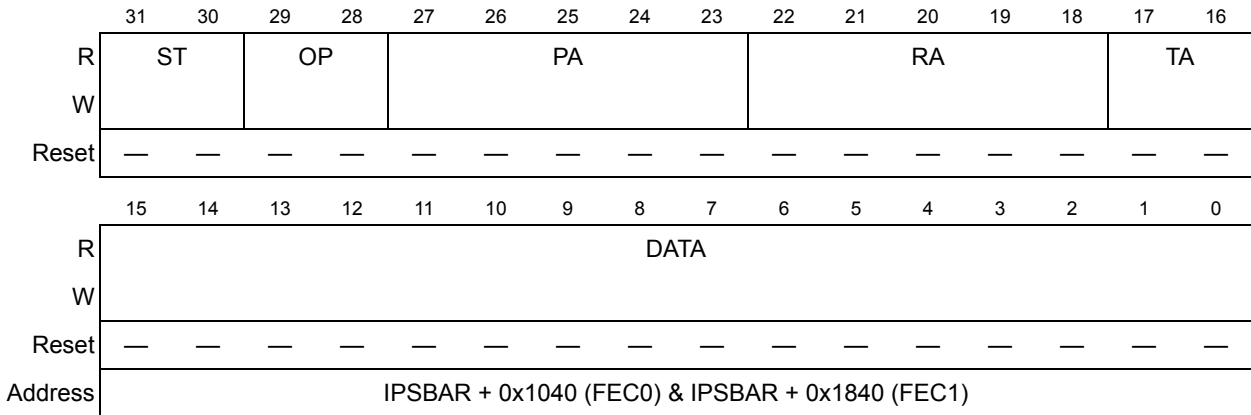 31 30 29 28 27 26 25 24 23 22 21 20 19 18 17 16
R ST OP PA RA TA
W
Reset — — — — — — — — — — — — — — — —
15 14 13 12 11 10 9 8 7 6 5 4 3 2 1 0
R DATA
W
Reset — — — — — — — — — — — — — — — —
Address IPSBAR + 0x1040 (FEC0) & IPSBAR + 0x1840 (FEC1)